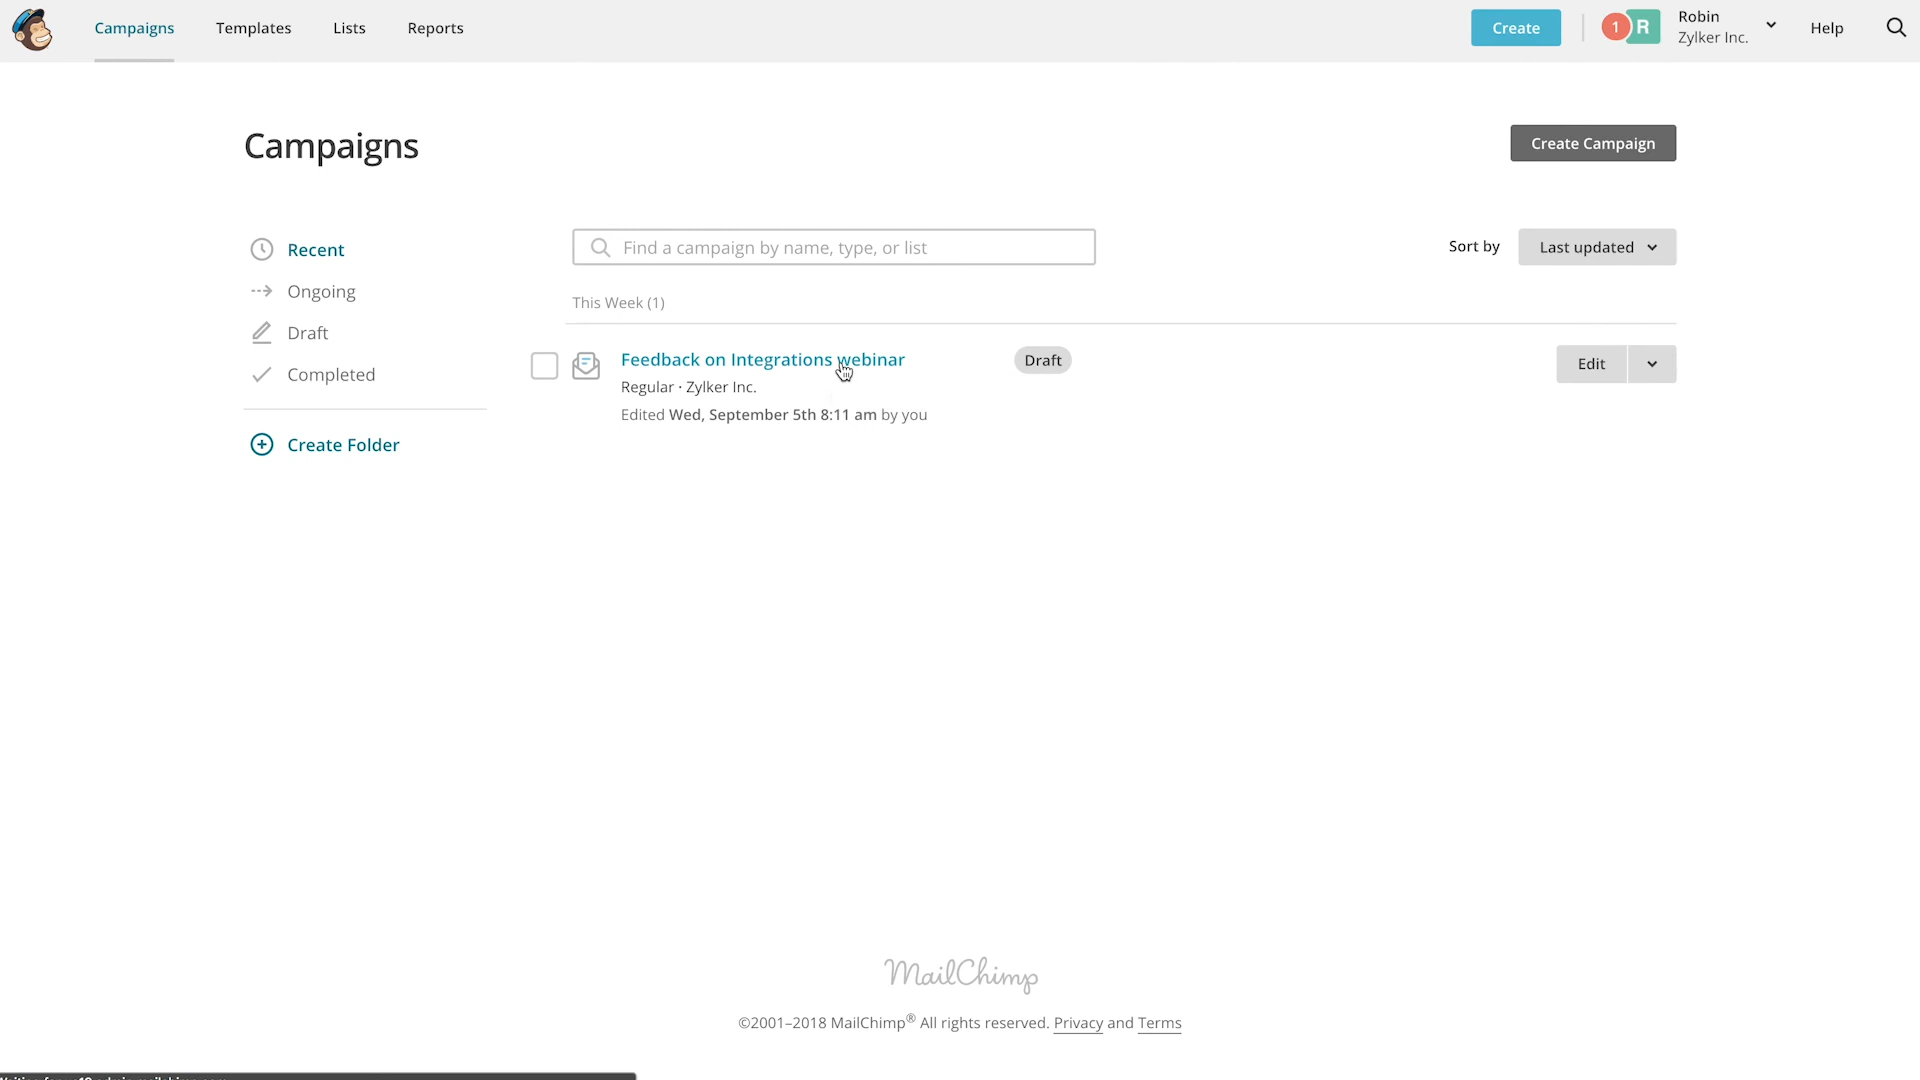 Campaigns
Templates
Lists
Reports
Create
1
R
Robin
Zylker Inc.
Help
Campaigns
Create Campaign
Recent
Ongoing
Draft
Completed
Create Folder
Find a campaign by name, type, or list
Sort by
Last updated
This Week (1)
Feedback on Integrations webinar
Draft
Edit
Regular · Zylker Inc.
Edited Wed, September 5th 8:11 am by you
MailChimp
©2001–2018 MailChimp® All rights reserved. Privacy and Terms